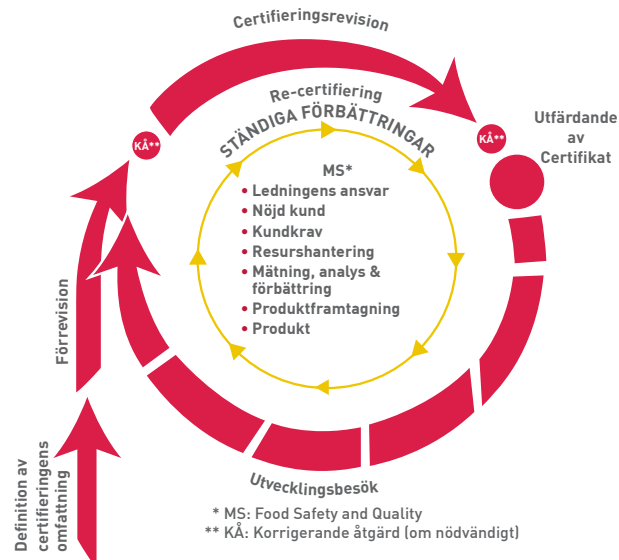 Certifieringsrevision
Re-certifiering
STÄNDIGA FÖRBÄTTRINGAR
KÅ**
KÅ**
Utfärdande
av
Certifikat
MS*
• Ledningens ansvar
• Nöjd kund
• Kundkrav
• Resurshantering
• Mätning, analys &
förbättring
• Produktframtagning
• Produkt
Förrevision
Definition av
certifieringens
omfattning
Utvecklingsbesök
* MS: Food Safety and Quality
** KÅ: Korrigerande åtgärd (om nödvändigt)